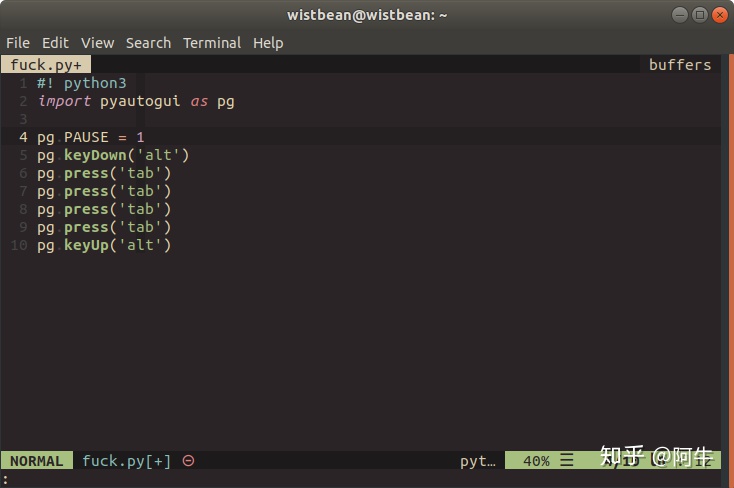 wistbean@wistbean: ~
File Edit View Search Terminal Help
fuck.py+ buffers
1 #! python3
2 import pyautogui as pg
3
4 pg.PAUSE = 1
5 pg.keyDown('alt')
6 pg.press('tab')
7 pg.press('tab')
8 pg.press('tab')
9 pg.press('tab')
10 pg.keyUp('alt')
NORMAL fuck.py[+] pyt… 40% ☰
知乎 @阿牛
: